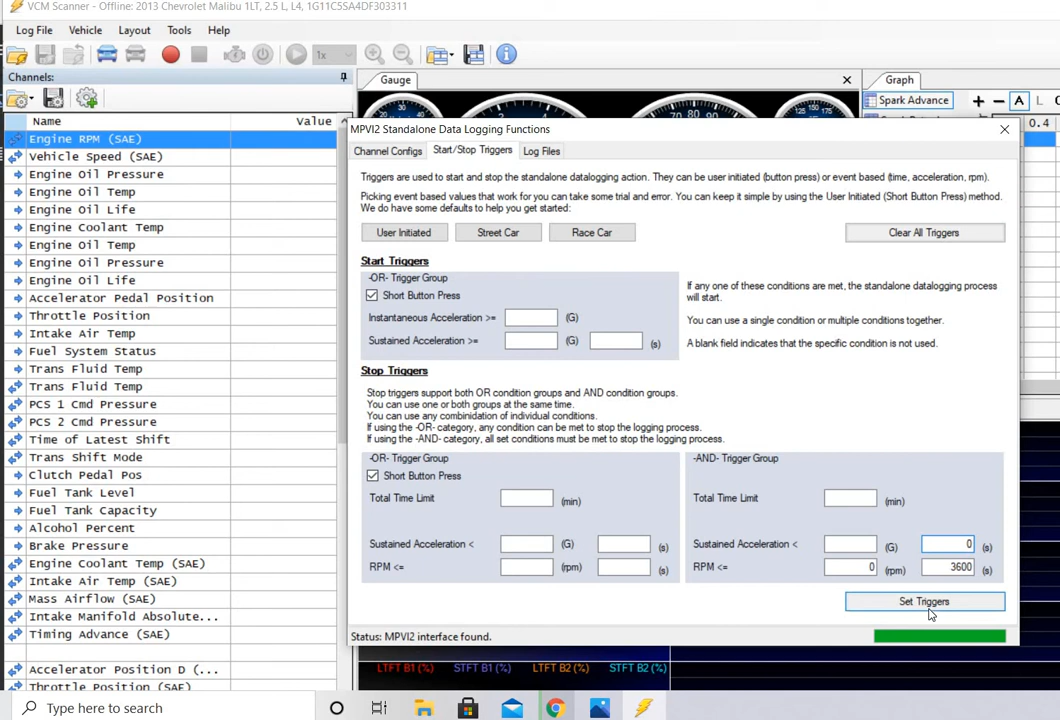 VCM Scanner - Offline: 2013 Chevrolet Malibu 1LT, 2.5 L, L4, 1G11C5SA4DF303311
Log File Vehicle Layout Tools Help
1x
Channels:
Gauge
Graph
Name Value
Spark Advance
A L
0.4
Engine RPM (SAE)
Vehicle Speed (SAE)
Engine Oil Pressure
Engine Oil Temp
Engine Oil Life
Engine Coolant Temp
Engine Oil Temp
Engine Oil Pressure
Engine Oil Life
Accelerator Pedal Position
Throttle Position
Intake Air Temp
Fuel System Status
Trans Fluid Temp
Trans Fluid Temp
PCS 1 Cmd Pressure
PCS 2 Cmd Pressure
Time of Latest Shift
Trans Shift Mode
Clutch Pedal Pos
Fuel Tank Level
Fuel Tank Capacity
Alcohol Percent
Brake Pressure
Engine Coolant Temp (SAE)
Intake Air Temp (SAE)
Mass Airflow (SAE)
Intake Manifold Absolute...
Timing Advance (SAE)
Accelerator Position D (...
Throttle Position (SAE)
MPVI2 Standalone Data Logging Functions
Channel Configs Start/Stop Triggers Log Files
Triggers are used to start and stop the standalone datalogging action. They can be user initiated (button press) or event based (time, acceleration, rpm).
Picking event based values that work for you can take some trial and error. You can keep it simple by using the User Initiated (Short Button Press) method.
We do have some defaults to help you get started:
User Initiated Street Car Race Car Clear All Triggers
Start Triggers
-OR- Trigger Group
Short Button Press
Instantaneous Acceleration >= (G)
Sustained Acceleration >= (G) (s)
If any one of these conditions are met, the standalone datalogging process
will start.
You can use a single condition or multiple conditions together.
A blank field indicates that the specific condition is not used.
Stop Triggers
Stop triggers support both OR condition groups and AND condition groups.
You can use one or both groups at the same time.
You can use any combinidation of individual conditions.
If using the -OR- category, any condition can be met to stop the logging process.
If using the -AND- category, all set conditions must be met to stop the logging process.
-OR- Trigger Group
Short Button Press
Total Time Limit (min)
Sustained Acceleration < (G) (s)
RPM <= (rpm) (s)
-AND- Trigger Group
Total Time Limit (min)
Sustained Acceleration < (G) 0 (s)
RPM <= 0 (rpm) 3600 (s)
Set Triggers
Status: MPVI2 interface found.
LTFT B1 (%) STFT B1 (%) LTFT B2 (%) STFT B2 (%)
Type here to search